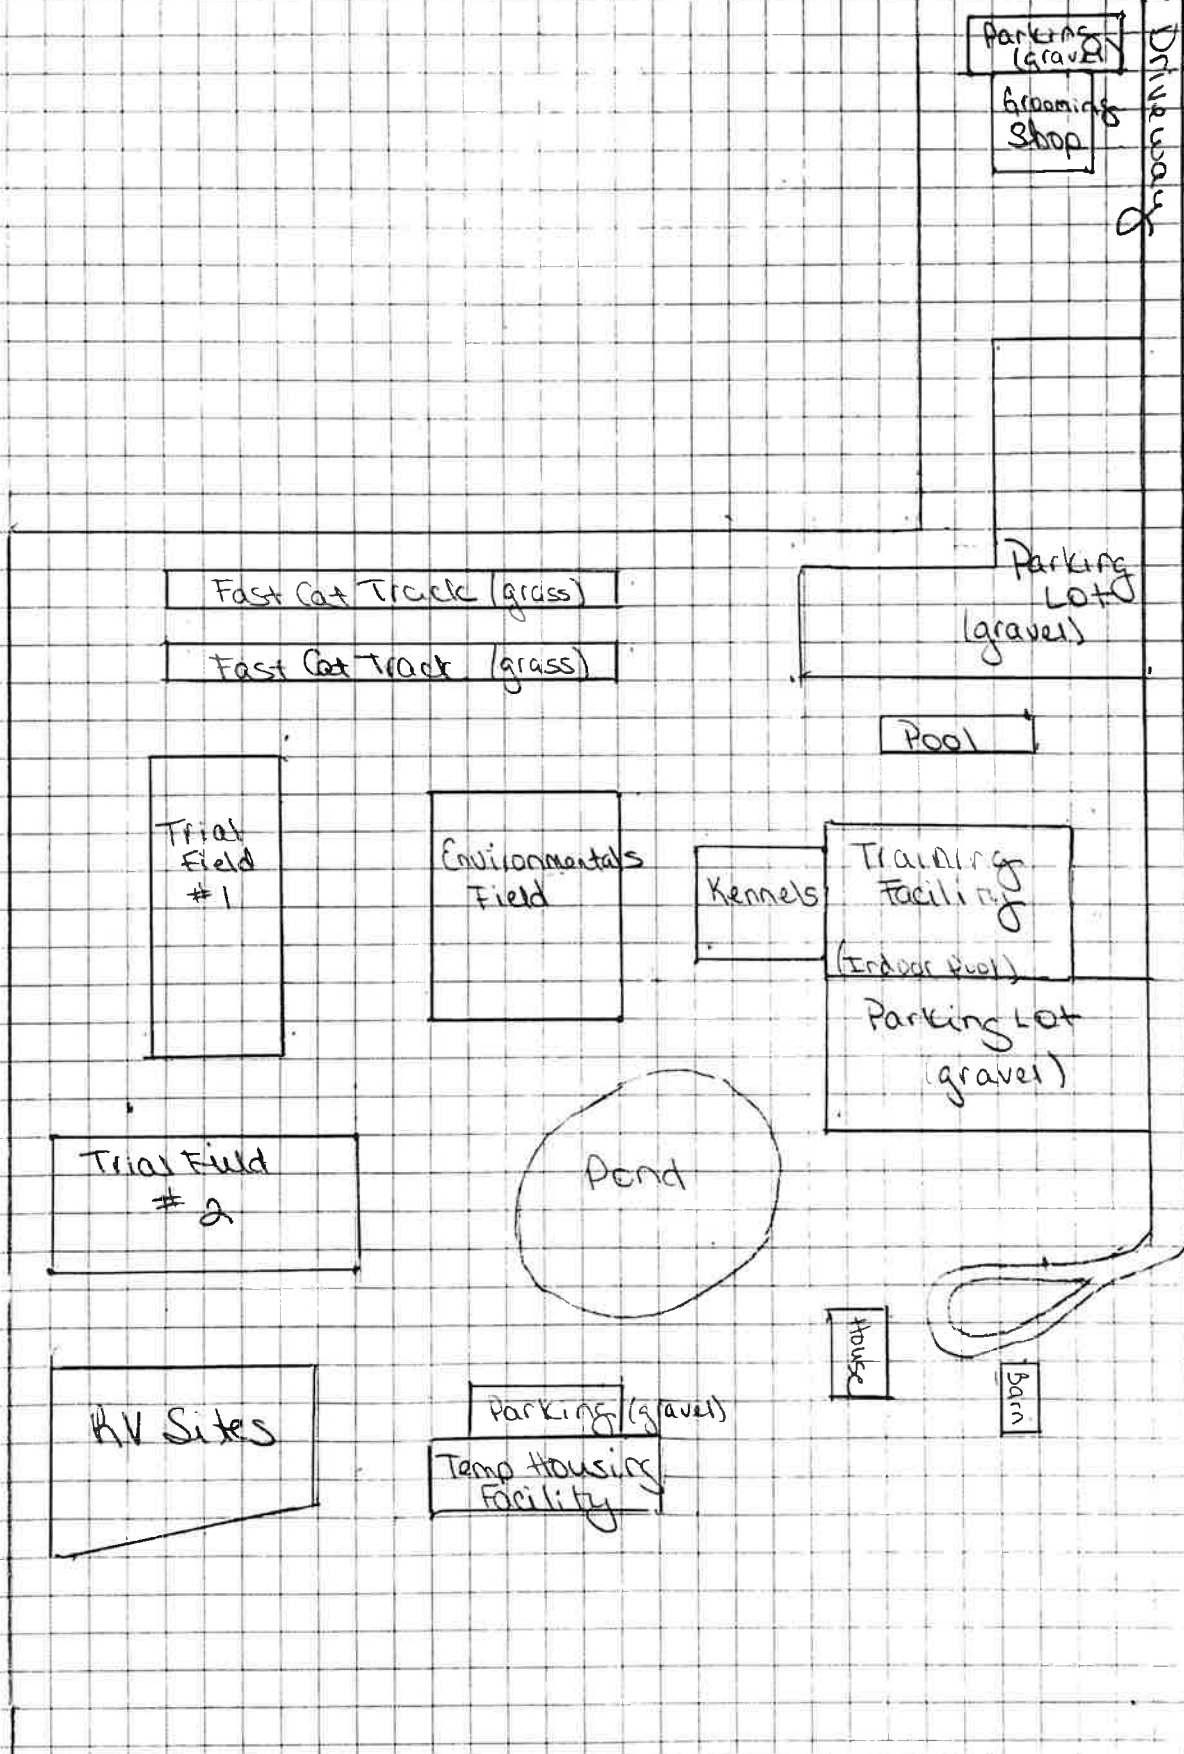 Parking
(gravel)
Driveway
Grooming
Shop
Parking
Lot
(gravel)
Fast Cat Track (grass)
Fast Cat Track (grass)
Pool
Trial
Field
#1
Environmentals
Field
Kennels
Training
Facility
(Indoor Pool)
Parking Lot
(gravel)
Trial Field
# 2
Pond
House
Barn
RV Sites
Parking (gravel)
Temp Housing
Facility